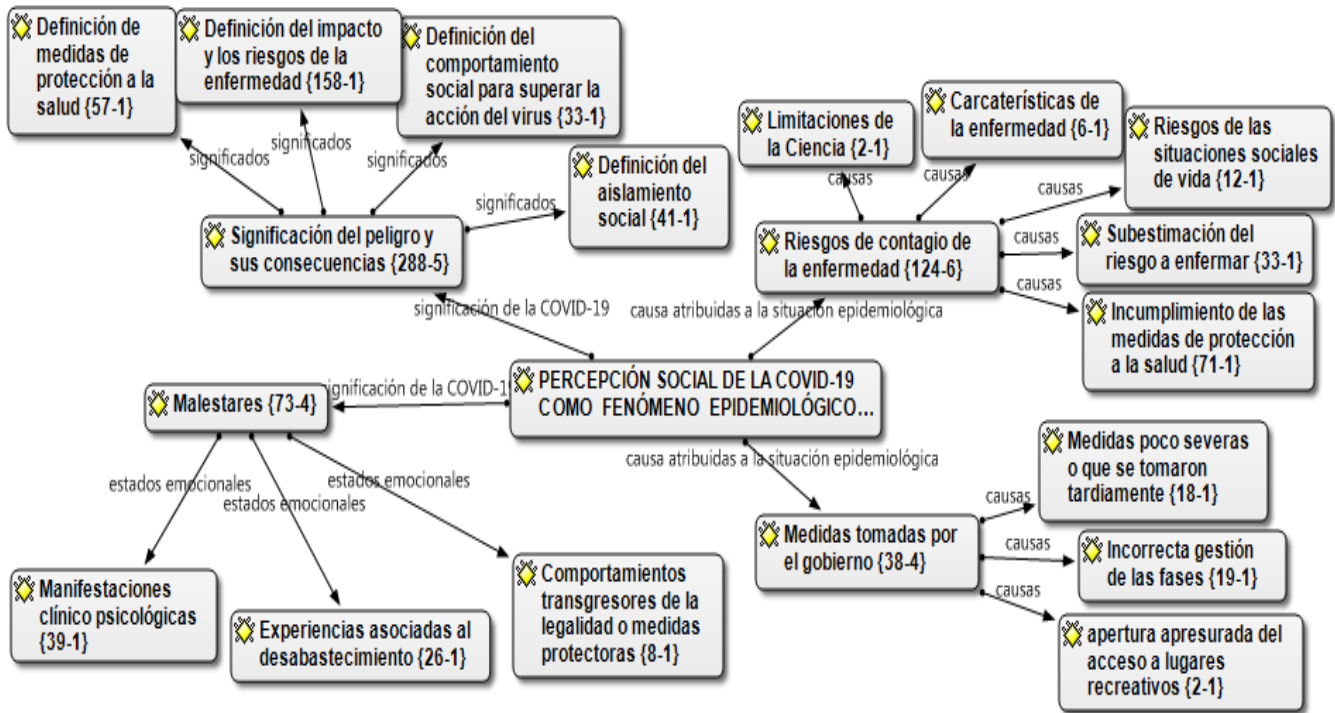 Definición de
medidas de
protección a la
salud {57-1}
Definición del impacto
y los riesgos de la
enfermedad {158-1}
Definición del
comportamiento
social para superar la
acción del virus {33-1}
significados
significados
significados
significados
Definición del
aislamiento
social {41-1}
Significación del peligro y
sus consecuencias {288-5}
significación de la COVID-19
Limitaciones de
la Ciencia {2-1}
Carcaterísticas de
la enfermedad {6-1}
Riesgos de las
situaciones sociales
de vida {12-1}
causas
causas
causas
causas
causas
Riesgos de contagio de
la enfermedad {124-6}
Subestimación del
riesgo a enfermar {33-1}
Incumplimiento de las
medidas de protección
a la salud {71-1}
causa atribuidas a la situación epidemiológica
PERCEPCIÓN SOCIAL DE LA COVID-19
COMO FENÓMENO EPIDEMIOLÓGICO...
significación de la COVID-19
Malestares {73-4}
estados emocionales
estados emocionales
estados emocionales
Manifestaciones
clínico psicológicas
{39-1}
Experiencias asociadas al
desabastecimiento {26-1}
Comportamientos
transgresores de la
legalidad o medidas
protectoras {8-1}
causa atribuidas a la situación epidemiológica
Medidas tomadas por
el gobierno {38-4}
causas
causas
causas
Medidas poco severas
o que se tomaron
tardiamente {18-1}
Incorrecta gestión
de las fases {19-1}
apertura apresurada del
acceso a lugares
recreativos {2-1}